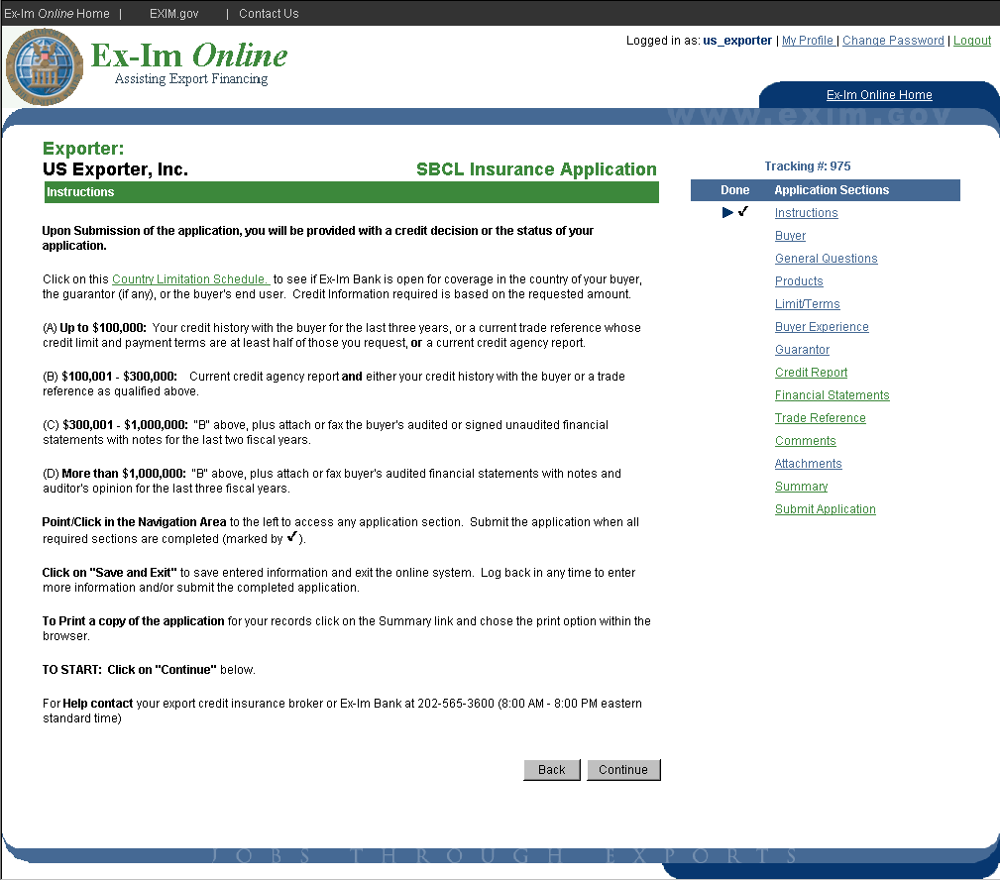 Ex-Im Online Home | EXIM.gov | Contact Us
Ex-Im Online
Assisting Export Financing
Logged in as: us_exporter | My Profile | Change Password | Logout
Ex-Im Online Home
www.exim.gov
Exporter:
US Exporter, Inc. SBCL Insurance Application
Instructions
Upon Submission of the application, you will be provided with a credit decision or the status of your
application.
Click on this Country Limitation Schedule. to see if Ex-Im Bank is open for coverage in the country of your buyer,
the guarantor (if any), or the buyer's end user. Credit Information required is based on the requested amount.
(A) Up to $100,000: Your credit history with the buyer for the last three years, or a current trade reference whose
credit limit and payment terms are at least half of those you request, or a current credit agency report.
(B) $100,001 - $300,000: Current credit agency report and either your credit history with the buyer or a trade
reference as qualified above.
(C) $300,001 - $1,000,000: "B" above, plus attach or fax the buyer's audited or signed unaudited financial
statements with notes for the last two fiscal years.
(D) More than $1,000,000: "B" above, plus attach or fax buyer's audited financial statements with notes and
auditor's opinion for the last three fiscal years.
Point/Click in the Navigation Area to the left to access any application section. Submit the application when all
required sections are completed (marked by ✓).
Click on "Save and Exit" to save entered information and exit the online system. Log back in any time to enter
more information and/or submit the completed application.
To Print a copy of the application for your records click on the Summary link and chose the print option within the
browser.
TO START: Click on "Continue" below.
For Help contact your export credit insurance broker or Ex-Im Bank at 202-565-3600 (8:00 AM - 8:00 PM eastern
standard time)
Back Continue
Tracking #: 975
Done Application Sections
Instructions
Buyer
General Questions
Products
Limit/Terms
Buyer Experience
Guarantor
Credit Report
Financial Statements
Trade Reference
Comments
Attachments
Summary
Submit Application
JOBS THROUGH EXPORTS